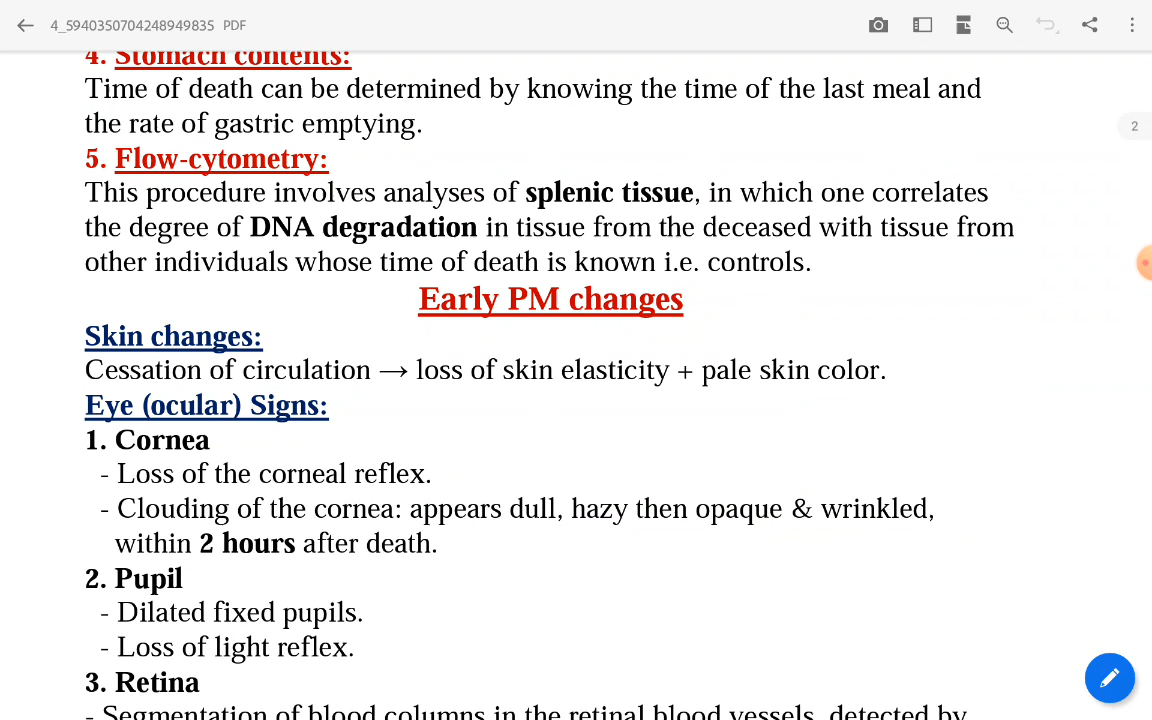 4_5940350704248949835 PDF
4. Stomach contents:
Time of death can be determined by knowing the time of the last meal and
the rate of gastric emptying.
2
5. Flow-cytometry:
This procedure involves analyses of splenic tissue, in which one correlates
the degree of DNA degradation in tissue from the deceased with tissue from
other individuals whose time of death is known i.e. controls.
Early PM changes
Skin changes:
Cessation of circulation → loss of skin elasticity + pale skin color.
Eye (ocular) Signs:
1. Cornea
- Loss of the corneal reflex.
- Clouding of the cornea: appears dull, hazy then opaque & wrinkled,
within 2 hours after death.
2. Pupil
- Dilated fixed pupils.
- Loss of light reflex.
3. Retina
- Segmentation of blood columns in the retinal blood vessels, detected by